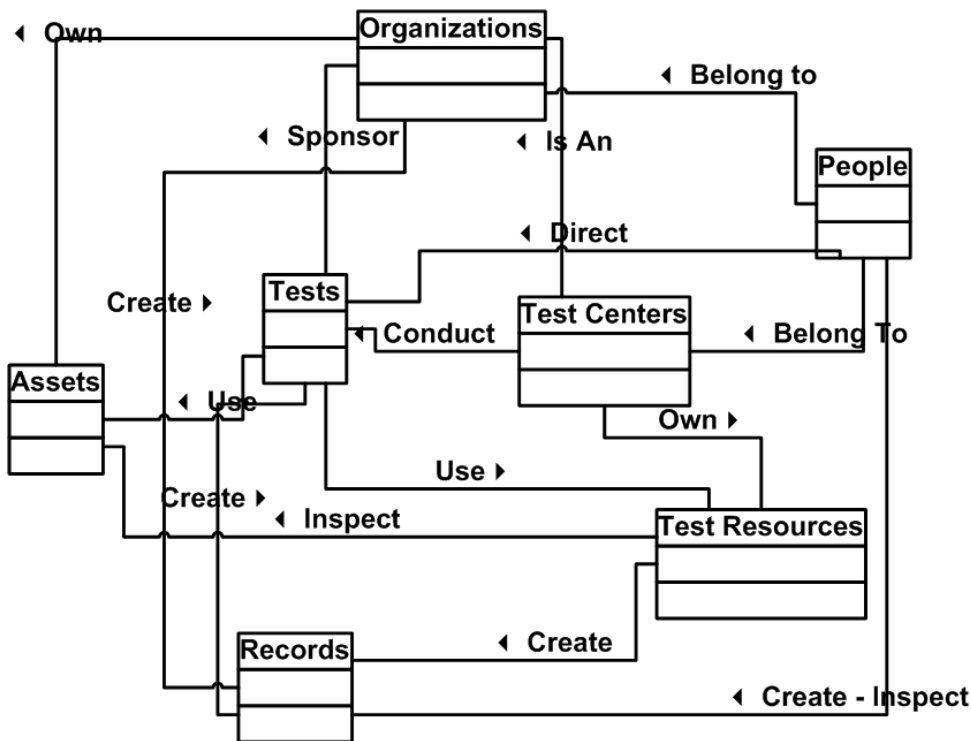 Organizations
◄ Own
◄ Belong to
◄ Sponsor
◄ Is An
People
◄ Direct
Tests
Create ►
Test Centers
◄ Conduct
◄ Belong To
Assets
◄ Use
Own ►
Use ►
Create ►
◄ Inspect
Test Resources
Records
◄ Create
◄ Create - Inspect